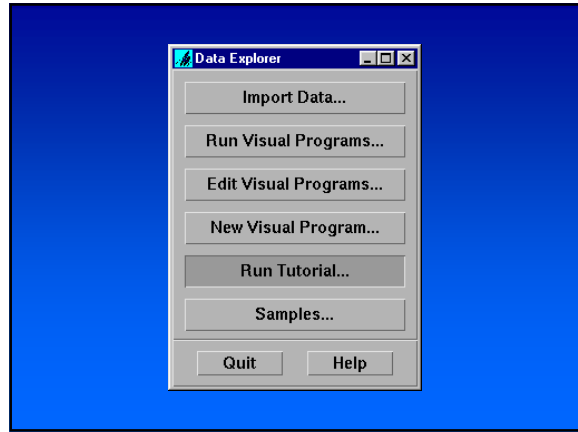 Data Explorer
Import Data...
Run Visual Programs...
Edit Visual Programs...
New Visual Program...
Run Tutorial...
Samples...
Quit Help